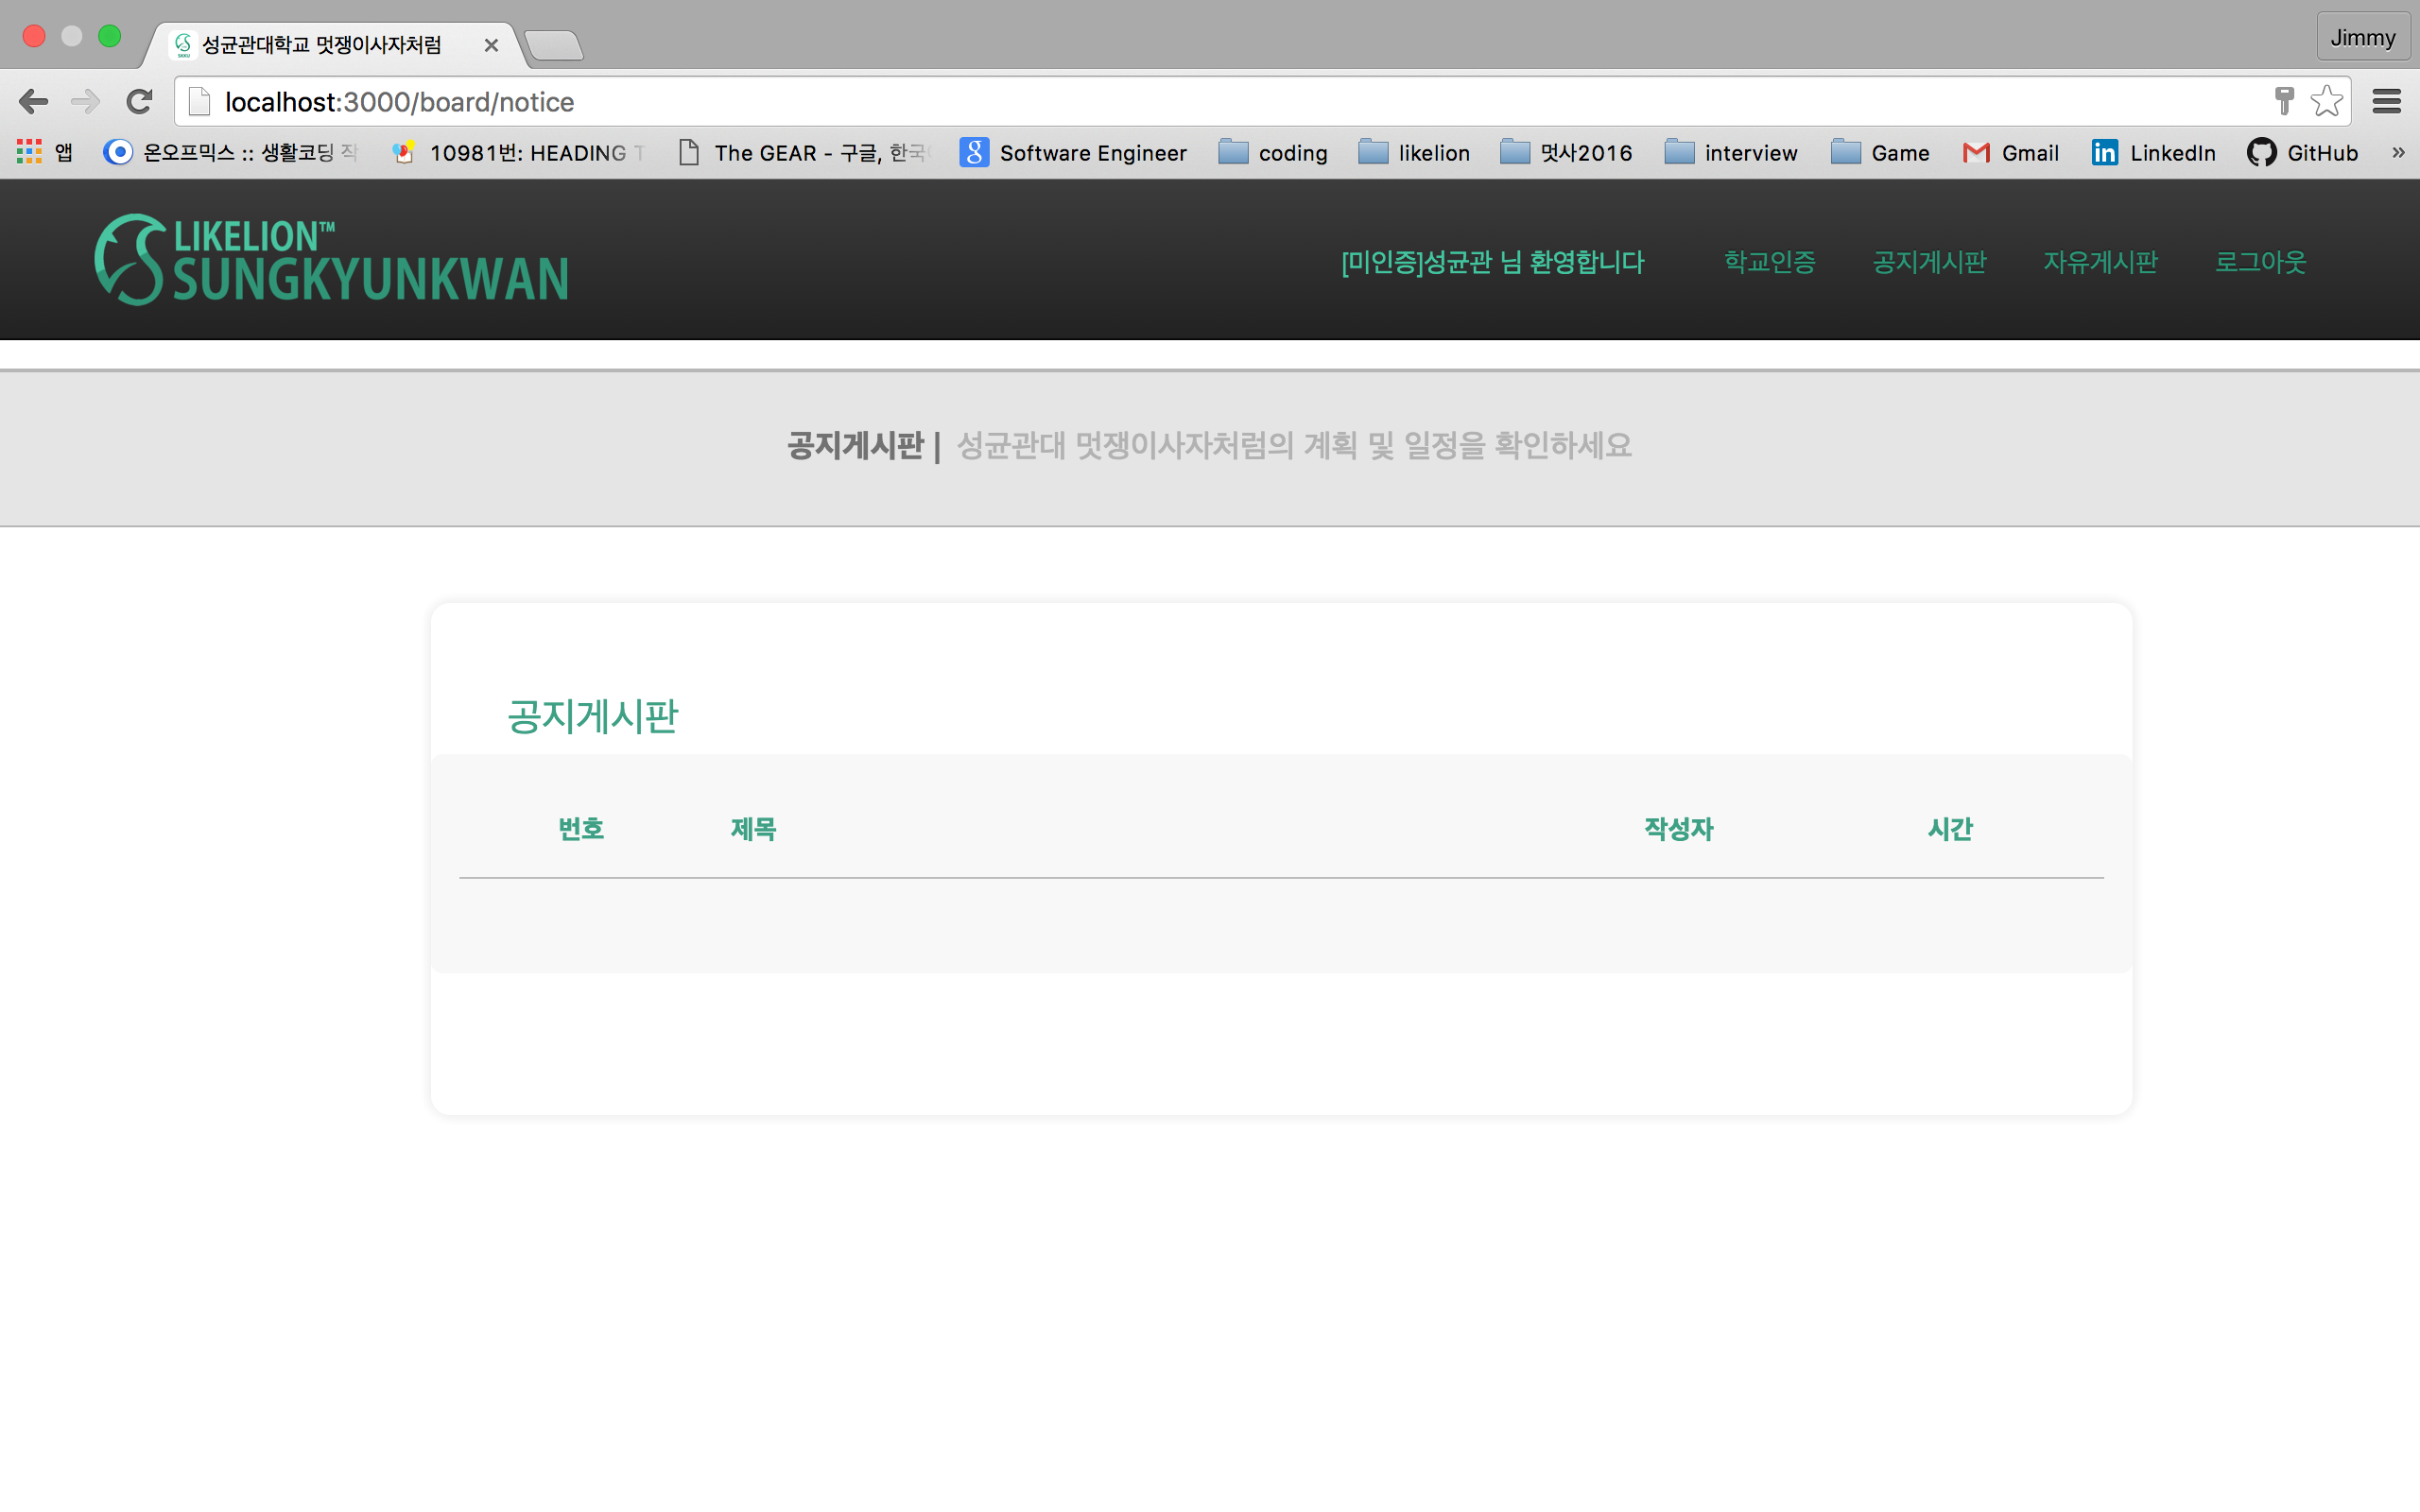 성균관대학교 멋쟁이사자처럼
Jimmy
localhost:3000/board/notice
앱 온오프믹스 :: 생활코딩 작 10981번: HEADING T The GEAR - 구글, 한국 Software Engineer coding likelion 멋사2016 interview Game Gmail LinkedIn GitHub »
LIKELION™
SUNGKYUNKWAN
[미인증]성균관 님 환영합니다 학교인증 공지게시판 자유게시판 로그아웃
공지게시판 | 성균관대 멋쟁이사자처럼의 계획 및 일정을 확인하세요
공지게시판
번호 제목 작성자 시간